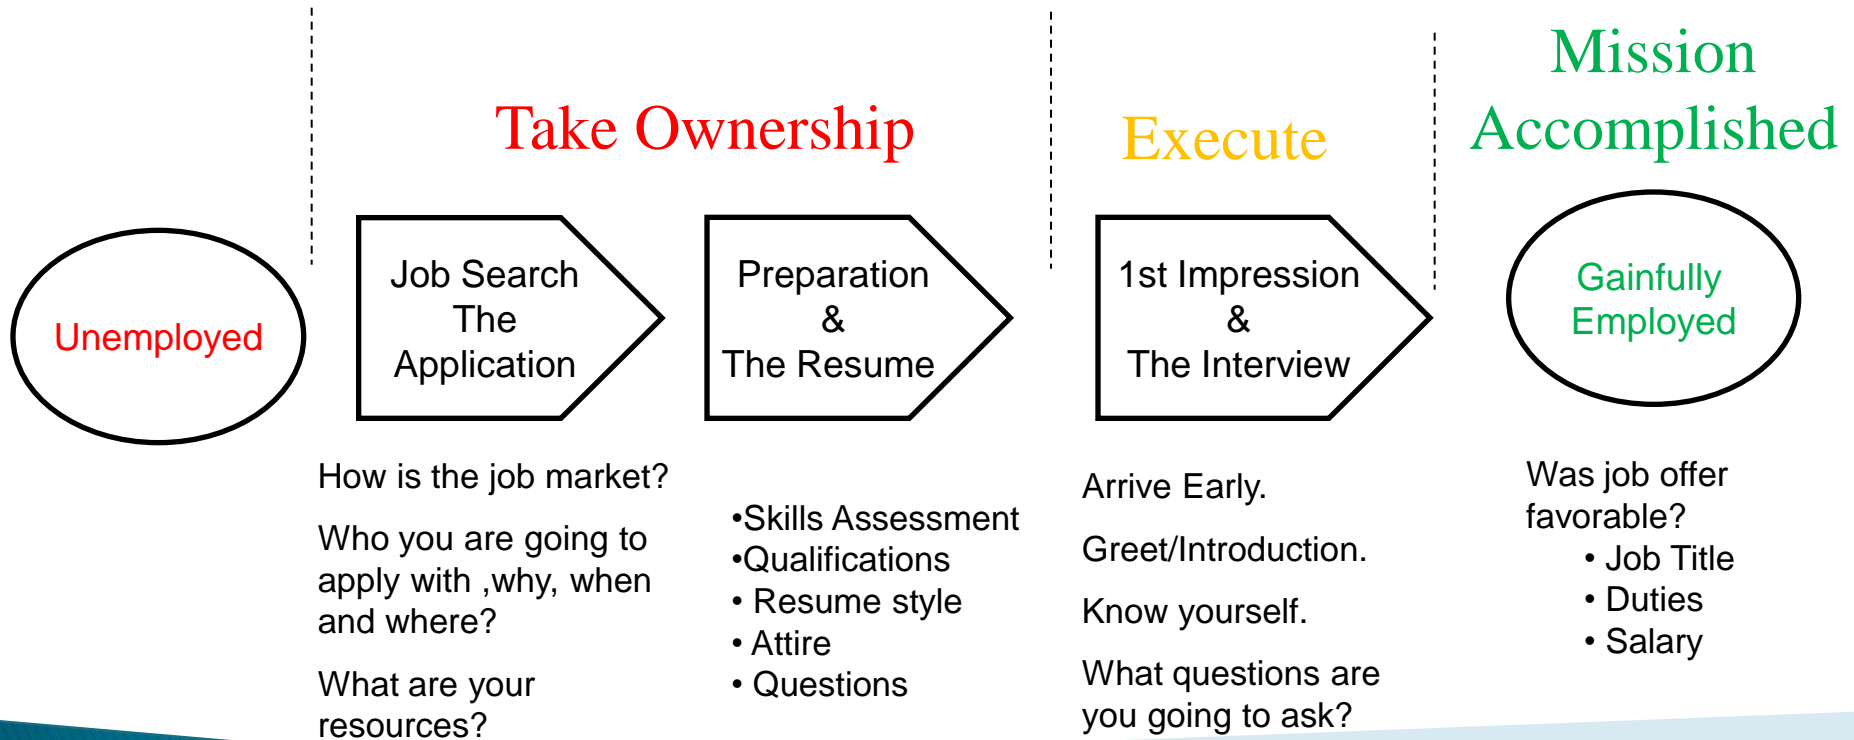 Take Ownership
Execute
Mission
Accomplished
Unemployed
Job Search
The
Application
Preparation
&
The Resume
1st Impression
&
The Interview
Gainfully
Employed
How is the job market?
Who you are going to
apply with ,why, when
and where?
What are your
resources?
•Skills Assessment
•Qualifications
• Resume style
• Attire
• Questions
Arrive Early.
Greet/Introduction.
Know yourself.
What questions are
you going to ask?
Was job offer
favorable?
• Job Title
• Duties
• Salary